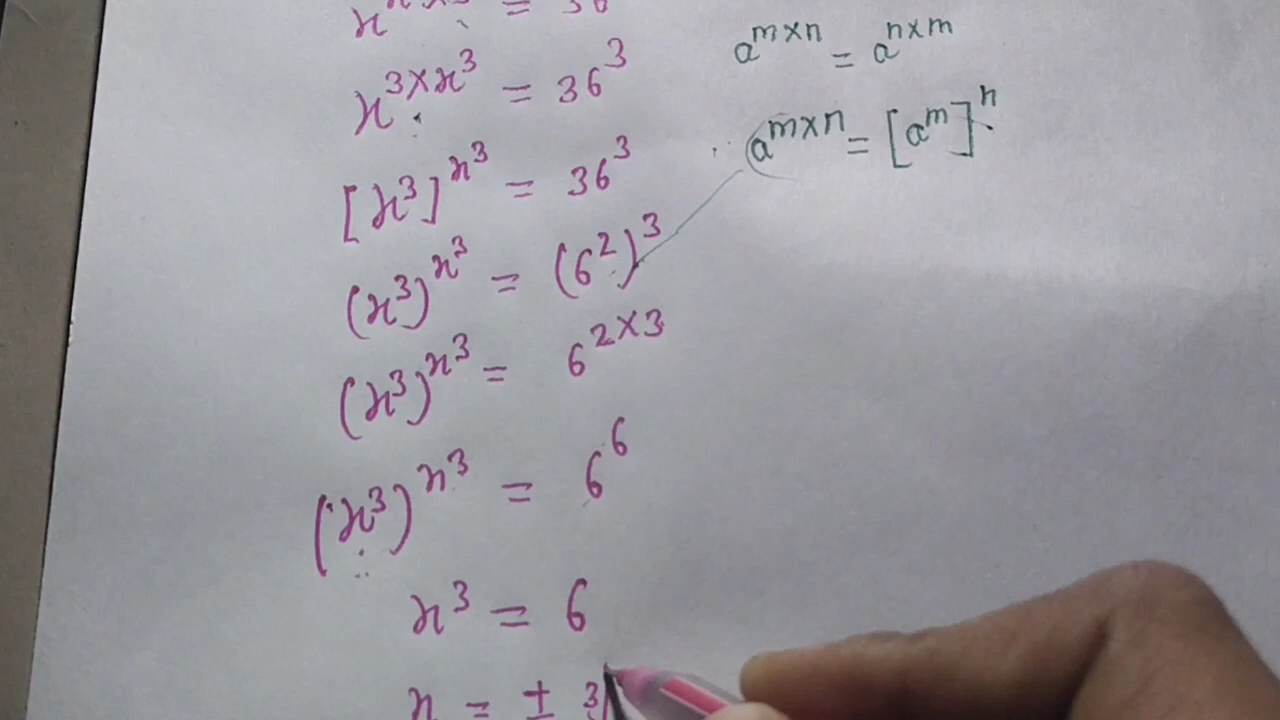 x^{3×x^3} = 36^3
a^{m×n} = a^{n×m}
[x^3]^{x^3} = 36^3
a^{m×n} = [a^m]^n
(x^3)^{x^3} = (6^2)^3
(x^3)^{x^3} = 6^{2×3}
(x^3)^{x^3} = 6^6
x^3 = 6
x = ± 3√